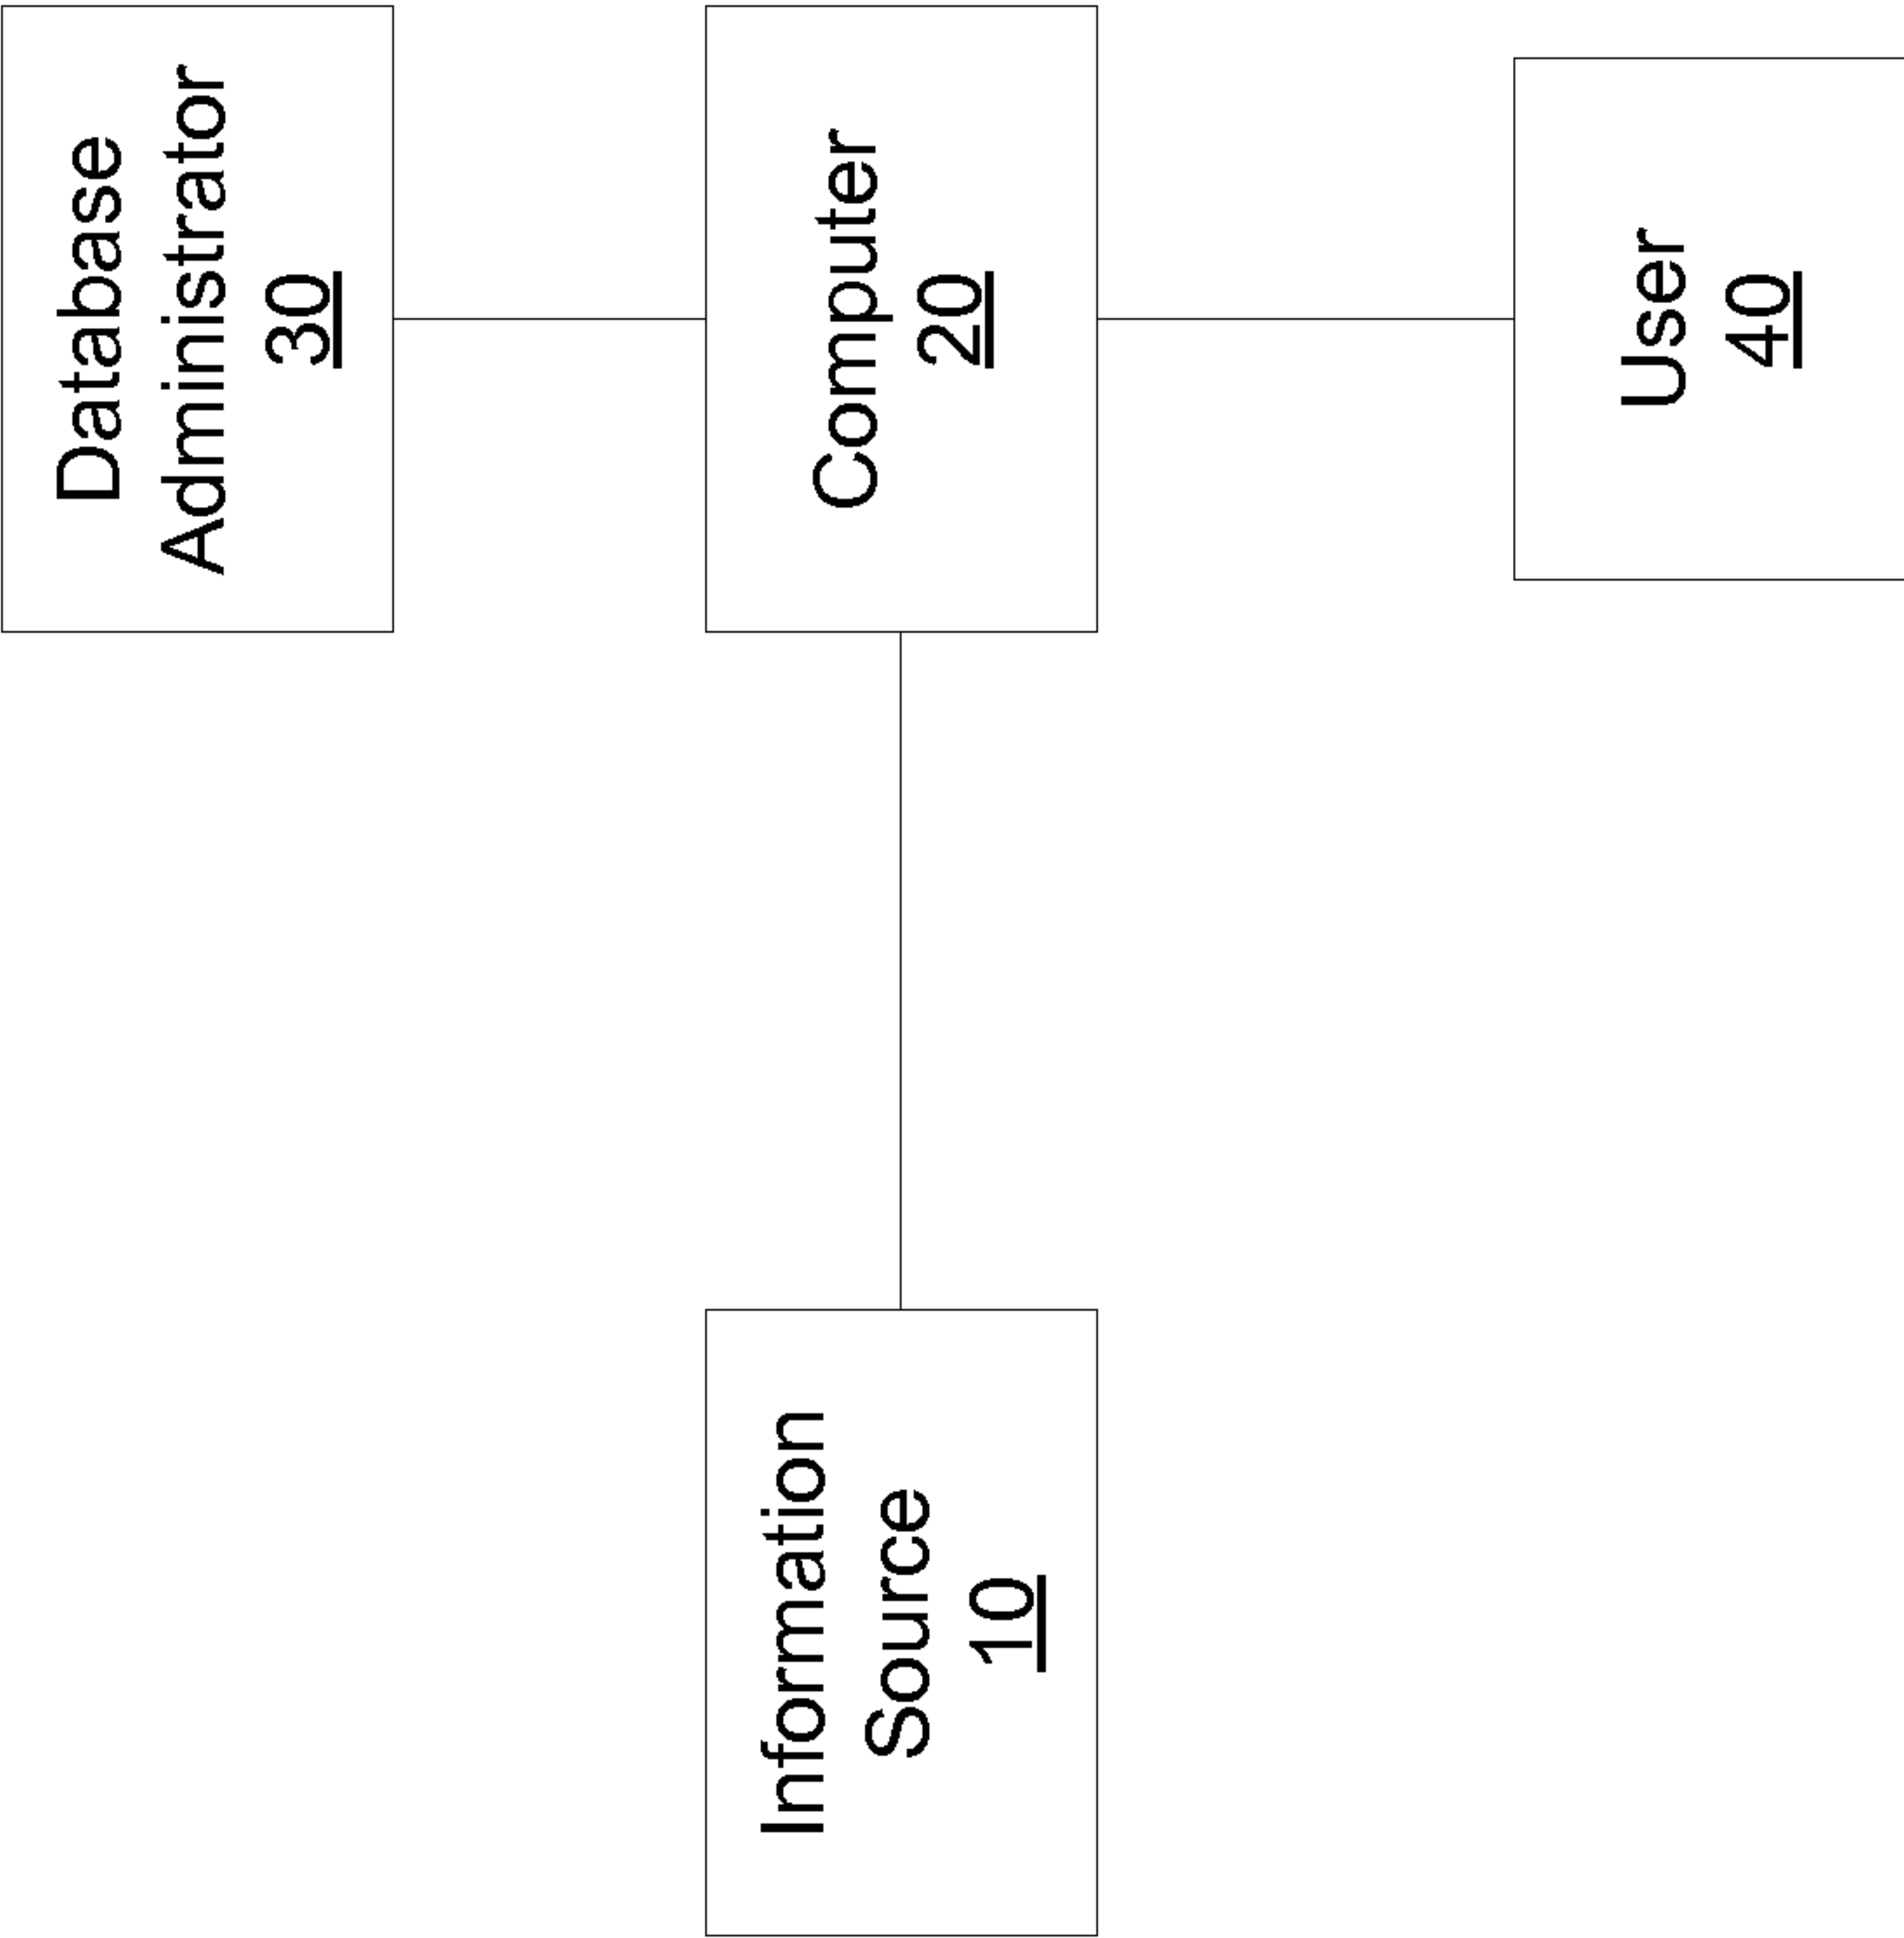 Database
Administrator
30
Information
Source
10
Computer
20
User
40